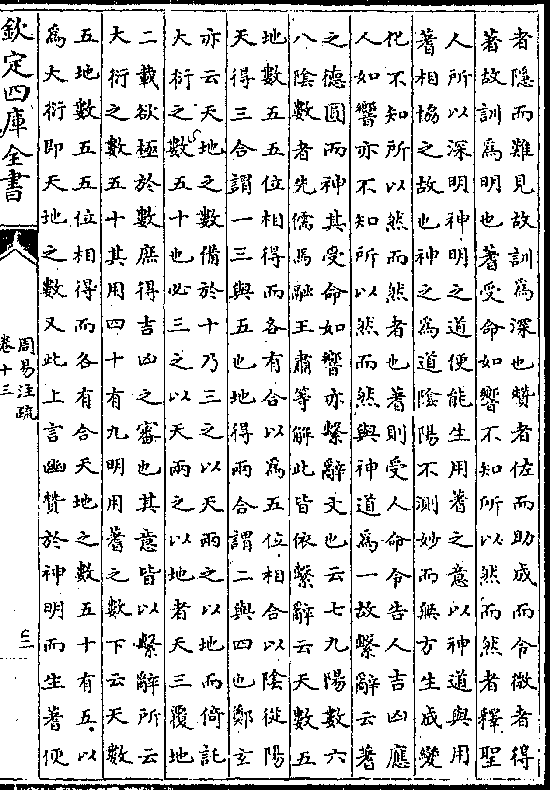 者隱而難見故訓為深也贊者佐而助成而令微者得
著故訓為明也蓍受命如響不知所以然而然者釋聖
人所以深明神明之道便能生用蓍之意以神道與用
蓍相協之故也神之為道陰陽不測妙而無方生成變
化不知所以然而然者也蓍則受人命令告人吉凶應
人如響亦不知所以然而然與神道為一故繫辭云蓍
之德圓而神其受命如響亦繫辭文也云七九陽數六
八陰數者先儒馬融王肅等解此皆依繫辭云天數五
地數五五位相得而各有合以為五位相合以陰從陽
天得三合謂一三與五也地得兩合謂二與四也鄭玄
亦云天地之數備於十乃三之以天兩之以地而倚託
大衍之數五十也必三之以天兩之以地者天三覆地
二載欲極於數庶得吉凶之審也其意皆以繫辭所云
大衍之數五十其用四十有九明用蓍之數下云天數
五地數五五位相得而各有合天地之數五十有五以
為大衍即天地之數又此上言幽贊於神明而生蓍便
欽定四庫全書
周易注疏
卷十三
三